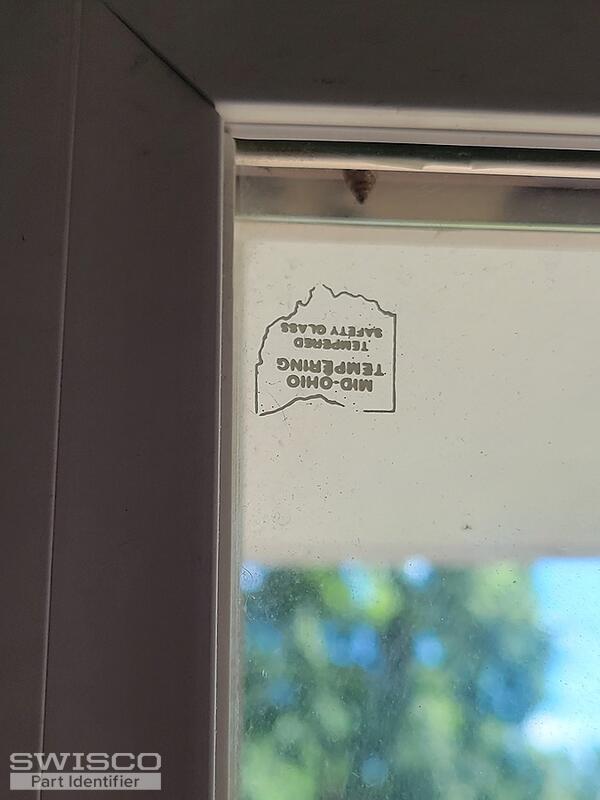 MID-OHIO
TEMPERING
TEMPERED
SAFETY GLASS
SWISCO
Part Identifier